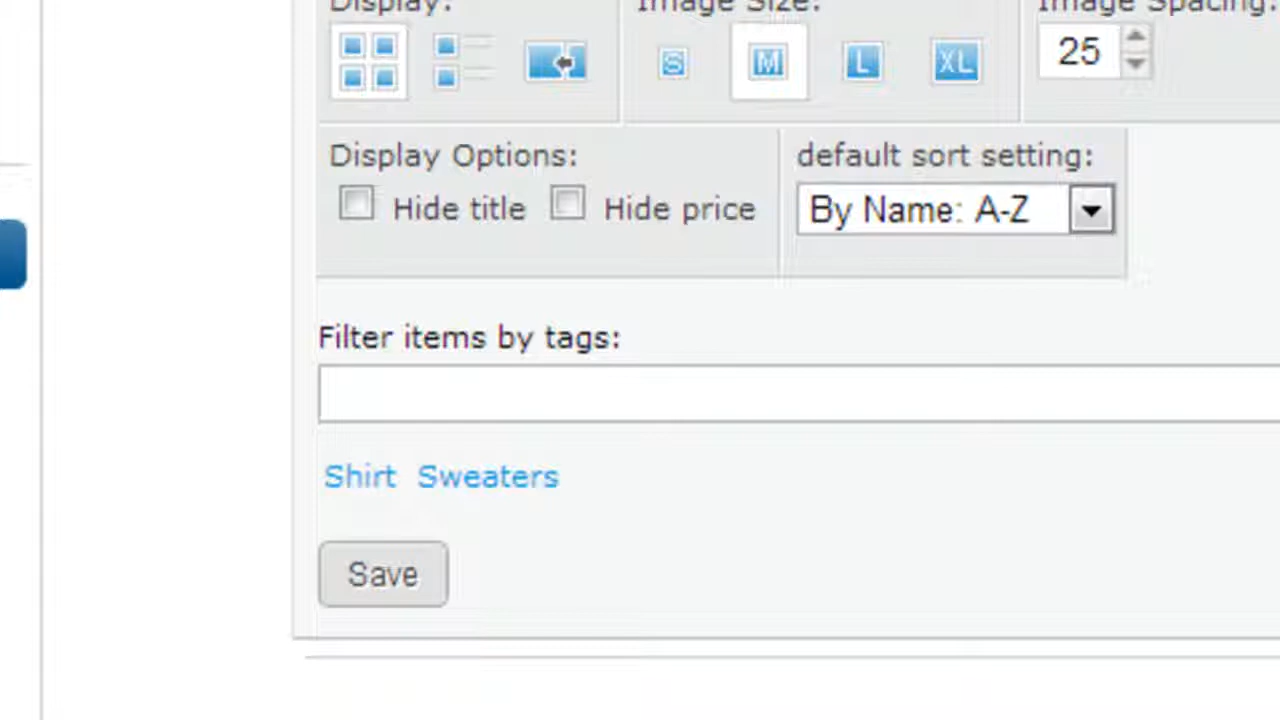 Display: Image Size: Image Spacing:
S M L XL 25
Display Options: default sort setting:
Hide title Hide price By Name: A-Z
Filter items by tags:
Shirt Sweaters
Save